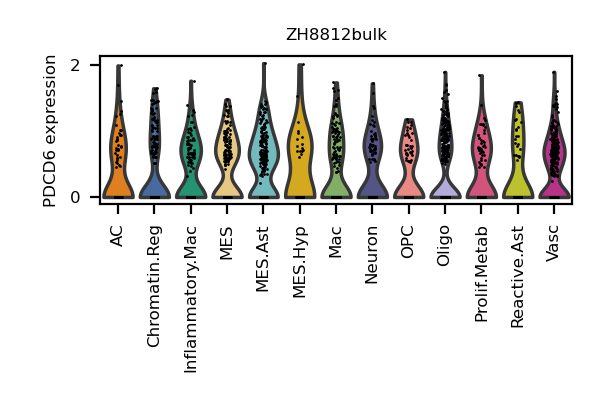 ZH8812bulk
PDCD6 expression
2
0
AC
Chromatin.Reg
Inflammatory.Mac
MES
MES.Ast
MES.Hyp
Mac
Neuron
OPC
Oligo
Prolif.Metab
Reactive.Ast
Vasc